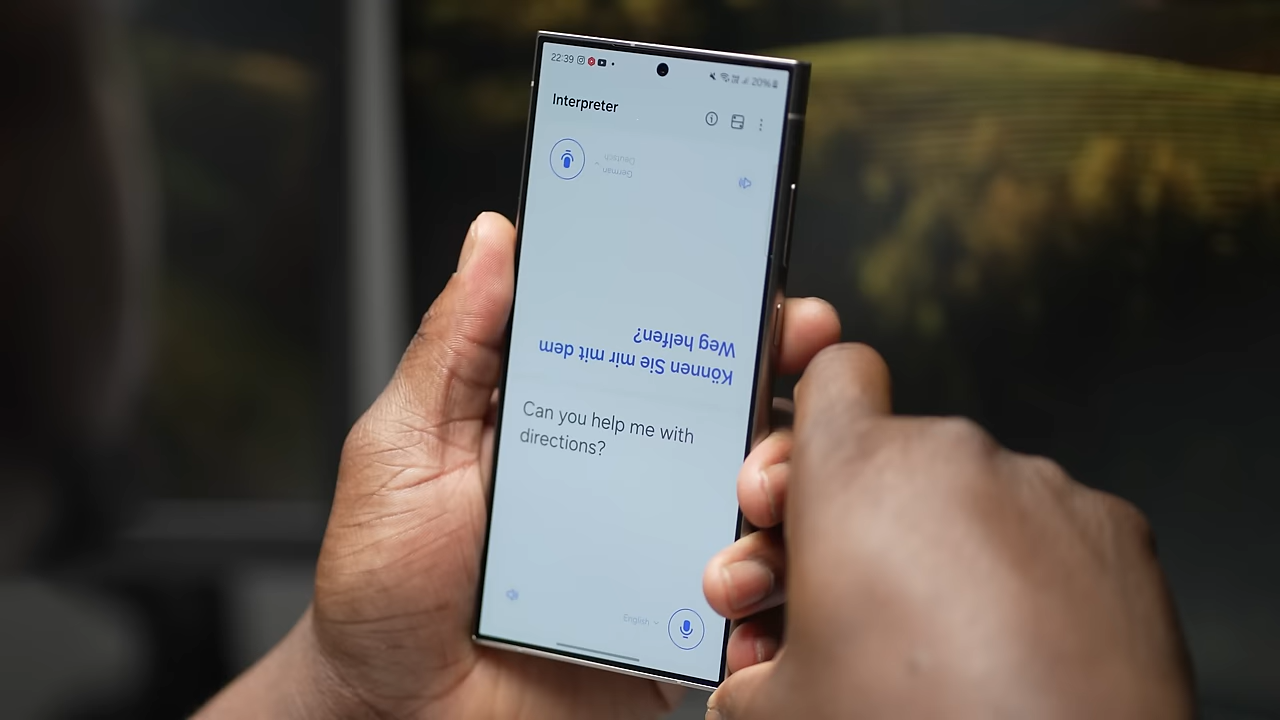 22:39
20%
Interpreter
Deutsch
German
Können Sie mir mit dem
Weg helfen?
Can you help me with
directions?
English